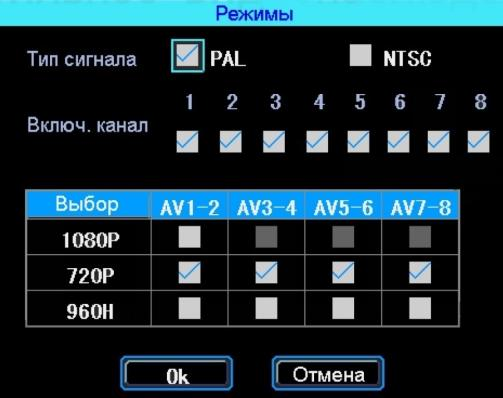 Режимы
Тип сигнала PAL NTSC
1 2 3 4 5 6 7 8
Включ. канал
Выбор AV1-2 AV3-4 AV5-6 AV7-8
1080P
720P
960H
Ok Отмена